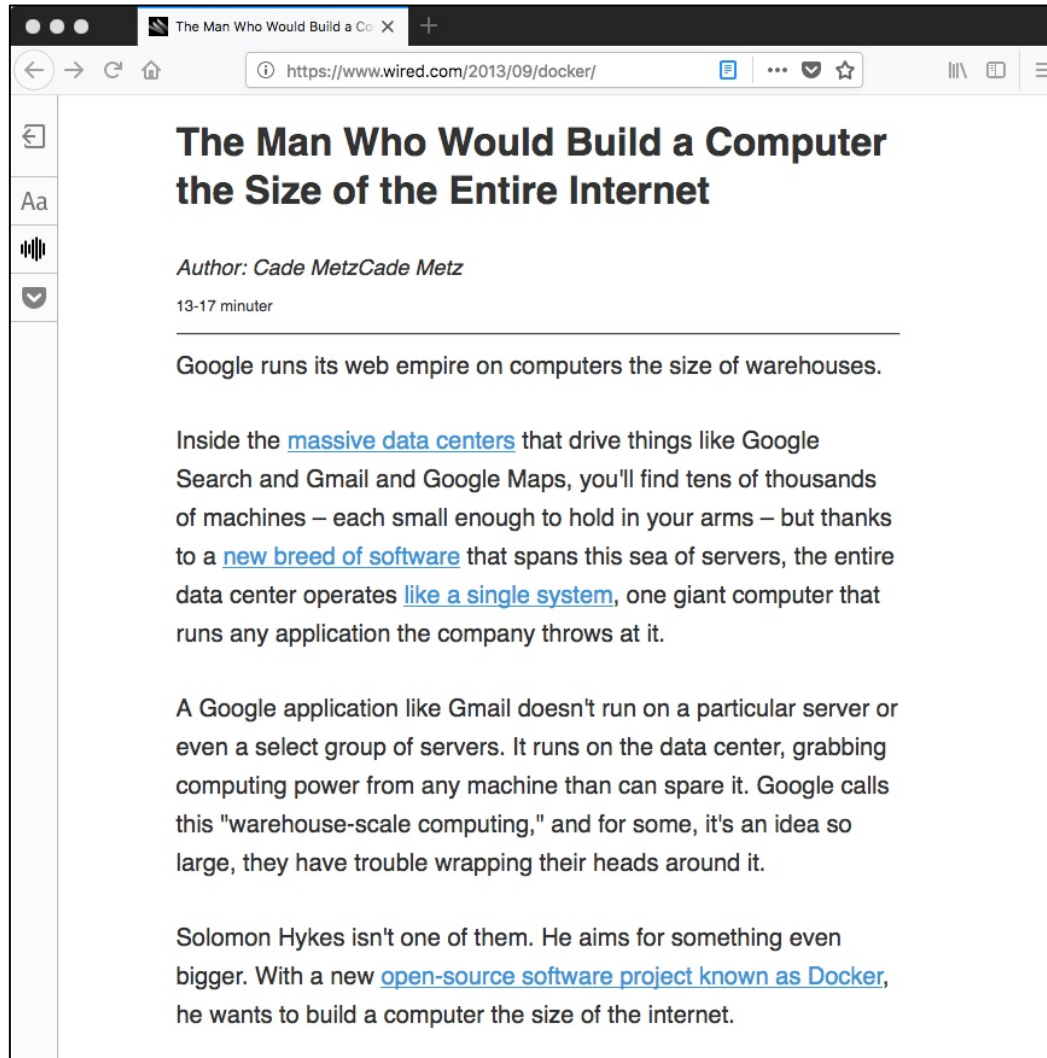 The Man Who Would Build a Co
https://www.wired.com/2013/09/docker/
Aa
The Man Who Would Build a Computer
the Size of the Entire Internet
Author: Cade MetzCade Metz
13-17 minuter
Google runs its web empire on computers the size of warehouses.
Inside the massive data centers that drive things like Google
Search and Gmail and Google Maps, you'll find tens of thousands
of machines – each small enough to hold in your arms – but thanks
to a new breed of software that spans this sea of servers, the entire
data center operates like a single system, one giant computer that
runs any application the company throws at it.
A Google application like Gmail doesn't run on a particular server or
even a select group of servers. It runs on the data center, grabbing
computing power from any machine than can spare it. Google calls
this "warehouse-scale computing," and for some, it's an idea so
large, they have trouble wrapping their heads around it.
Solomon Hykes isn't one of them. He aims for something even
bigger. With a new open-source software project known as Docker,
he wants to build a computer the size of the internet.